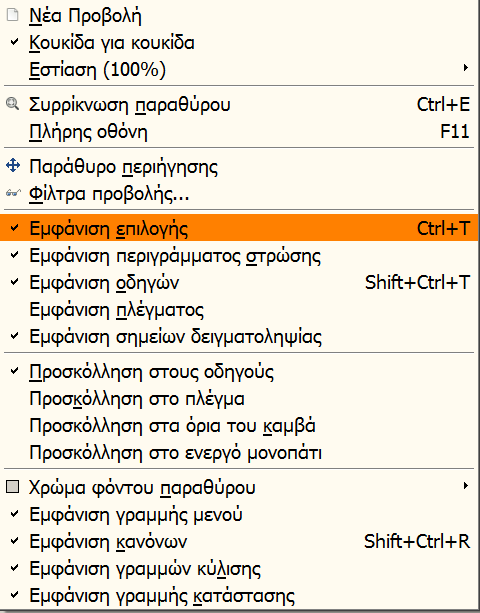 Νέα Προβολή
Κουκίδα για κουκίδα
Εστίαση (100%)
Συρρίκνωση παραθύρου Ctrl+E
Πλήρης οθόνη F11
Παράθυρο περιήγησης
Φίλτρα προβολής...
Εμφάνιση επιλογής Ctrl+T
Εμφάνιση περιγράμματος στρώσης
Εμφάνιση οδηγών Shift+Ctrl+T
Εμφάνιση πλέγματος
Εμφάνιση σημείων δειγματοληψίας
Προσκόλληση στους οδηγούς
Προσκόλληση στο πλέγμα
Προσκόλληση στα όρια του καμβά
Προσκόλληση στο ενεργό μονοπάτι
Χρώμα φόντου παραθύρου
Εμφάνιση γραμμής μενού
Εμφάνιση κανόνων Shift+Ctrl+R
Εμφάνιση γραμμών κύλισης
Εμφάνιση γραμμής κατάστασης